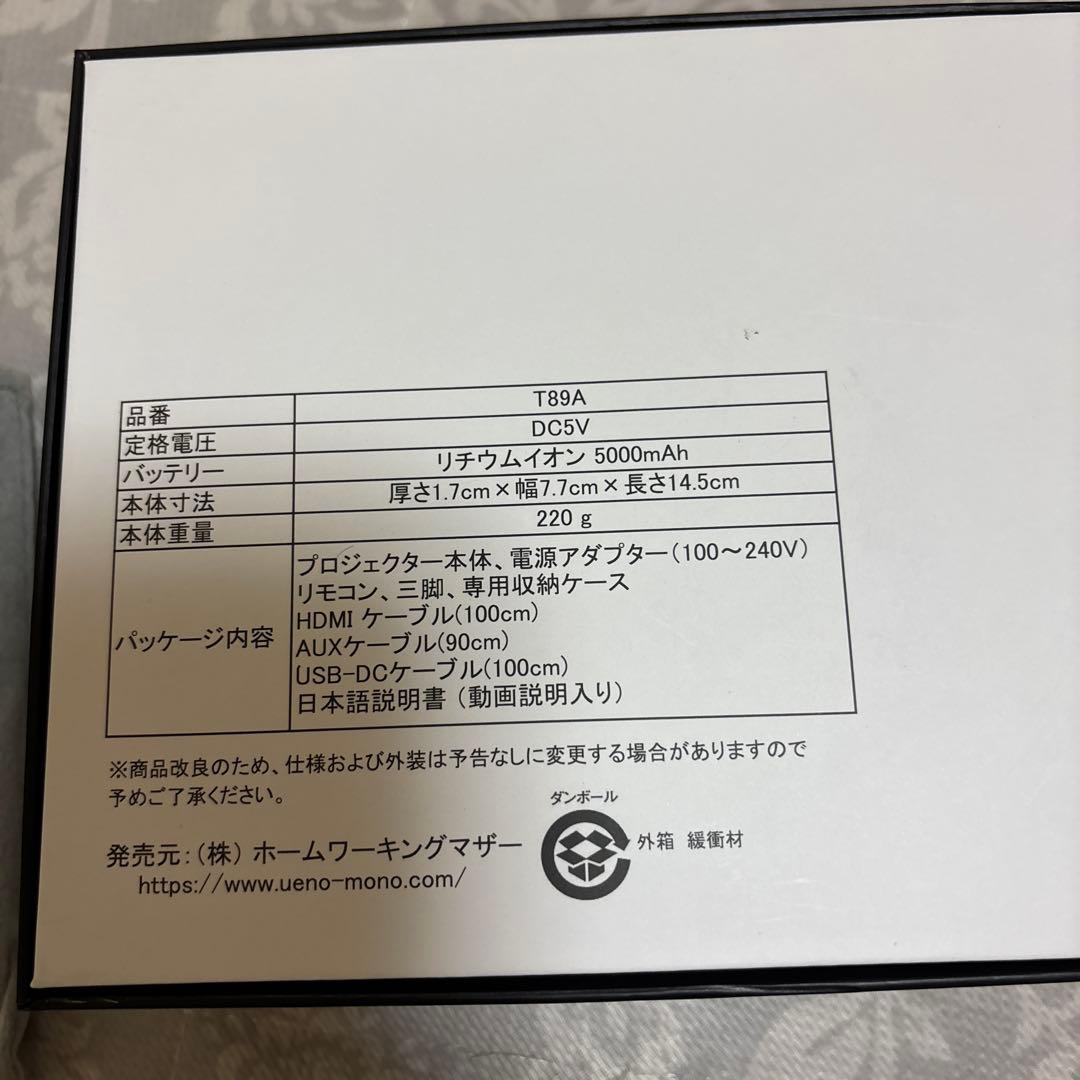 品番 T89A
定格電圧 DC5V
バッテリー リチウムイオン 5000mAh
本体寸法 厚さ1.7cm×幅7.7cm×長さ14.5cm
本体重量 220 g
パッケージ内容
プロジェクター本体、電源アダプター(100～240V)
リモコン、三脚、専用収納ケース
HDMI ケーブル(100cm)
AUXケーブル(90cm)
USB-DCケーブル(100cm)
日本語説明書 (動画説明入り)
※商品改良のため、仕様および外装は予告なしに変更する場合がありますので
予めご了承ください。
発売元:(株) ホームワーキングマザー
https://www.ueno-mono.com/
ダンボール
外箱 緩衝材